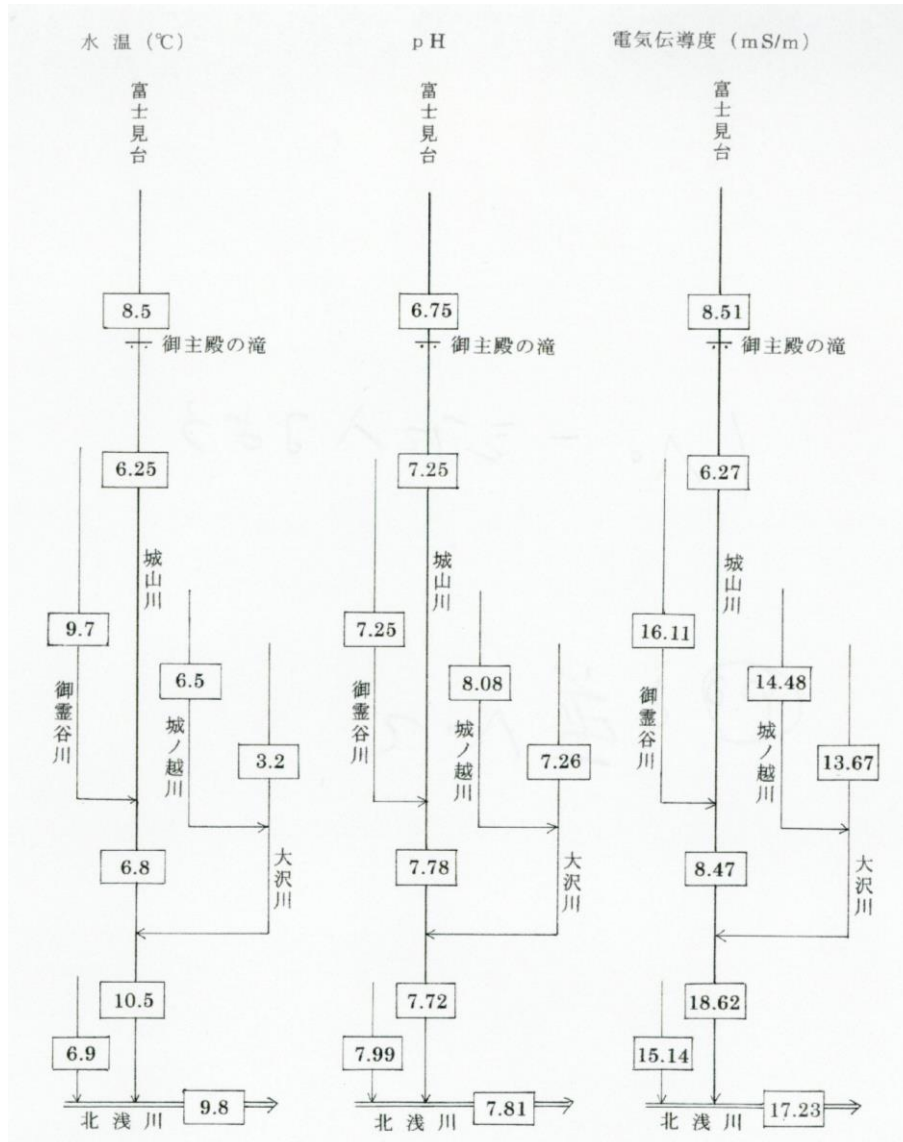 水温(℃)
富士見台
8.5
御主殿の滝
6.25
城山川
9.7
御霊谷川
6.5
城ノ越川
3.2
大沢川
6.8
10.5
6.9
9.8
北浅川
pH
富士見台
6.75
御主殿の滝
7.25
城山川
7.25
御霊谷川
8.08
城ノ越川
7.26
大沢川
7.78
7.72
7.99
7.81
北浅川
電気伝導度(mS/m)
富士見台
8.51
御主殿の滝
6.27
城山川
16.11
御霊谷川
14.48
城ノ越川
13.67
大沢川
8.47
18.62
15.14
17.23
北浅川